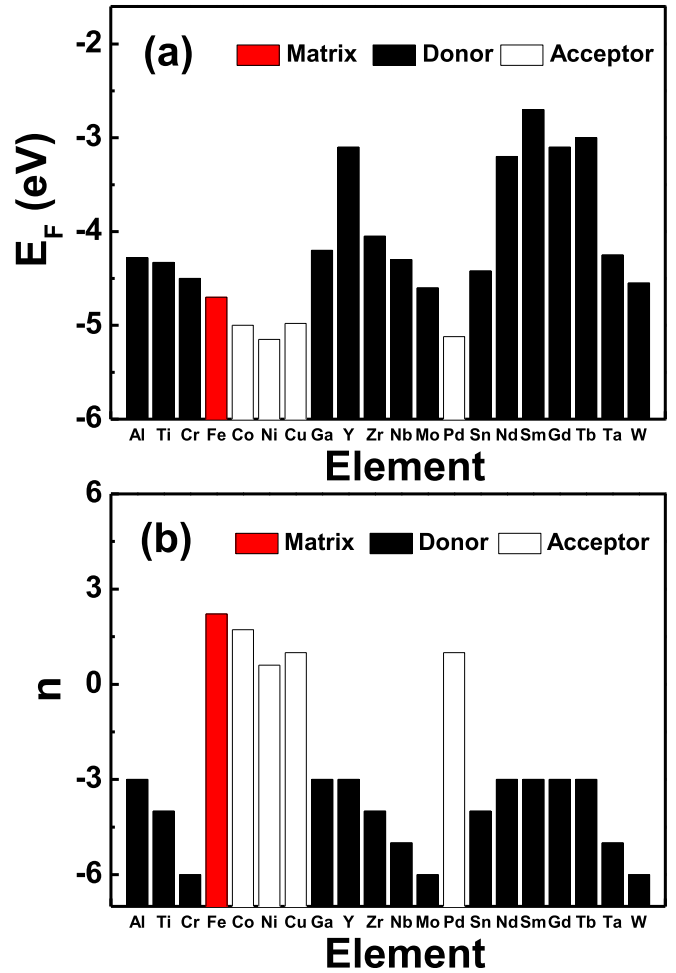 (a) Matrix Donor Acceptor
E_F (eV)
-2
-3
-4
-5
-6
Al Ti Cr Fe Co Ni Cu Ga Y Zr Nb Mo Pd Sn Nd Sm Gd Tb Ta W
Element
(b) Matrix Donor Acceptor
n
6
3
0
-3
-6
Al Ti Cr Fe Co Ni Cu Ga Y Zr Nb Mo Pd Sn Nd Sm Gd Tb Ta W
Element